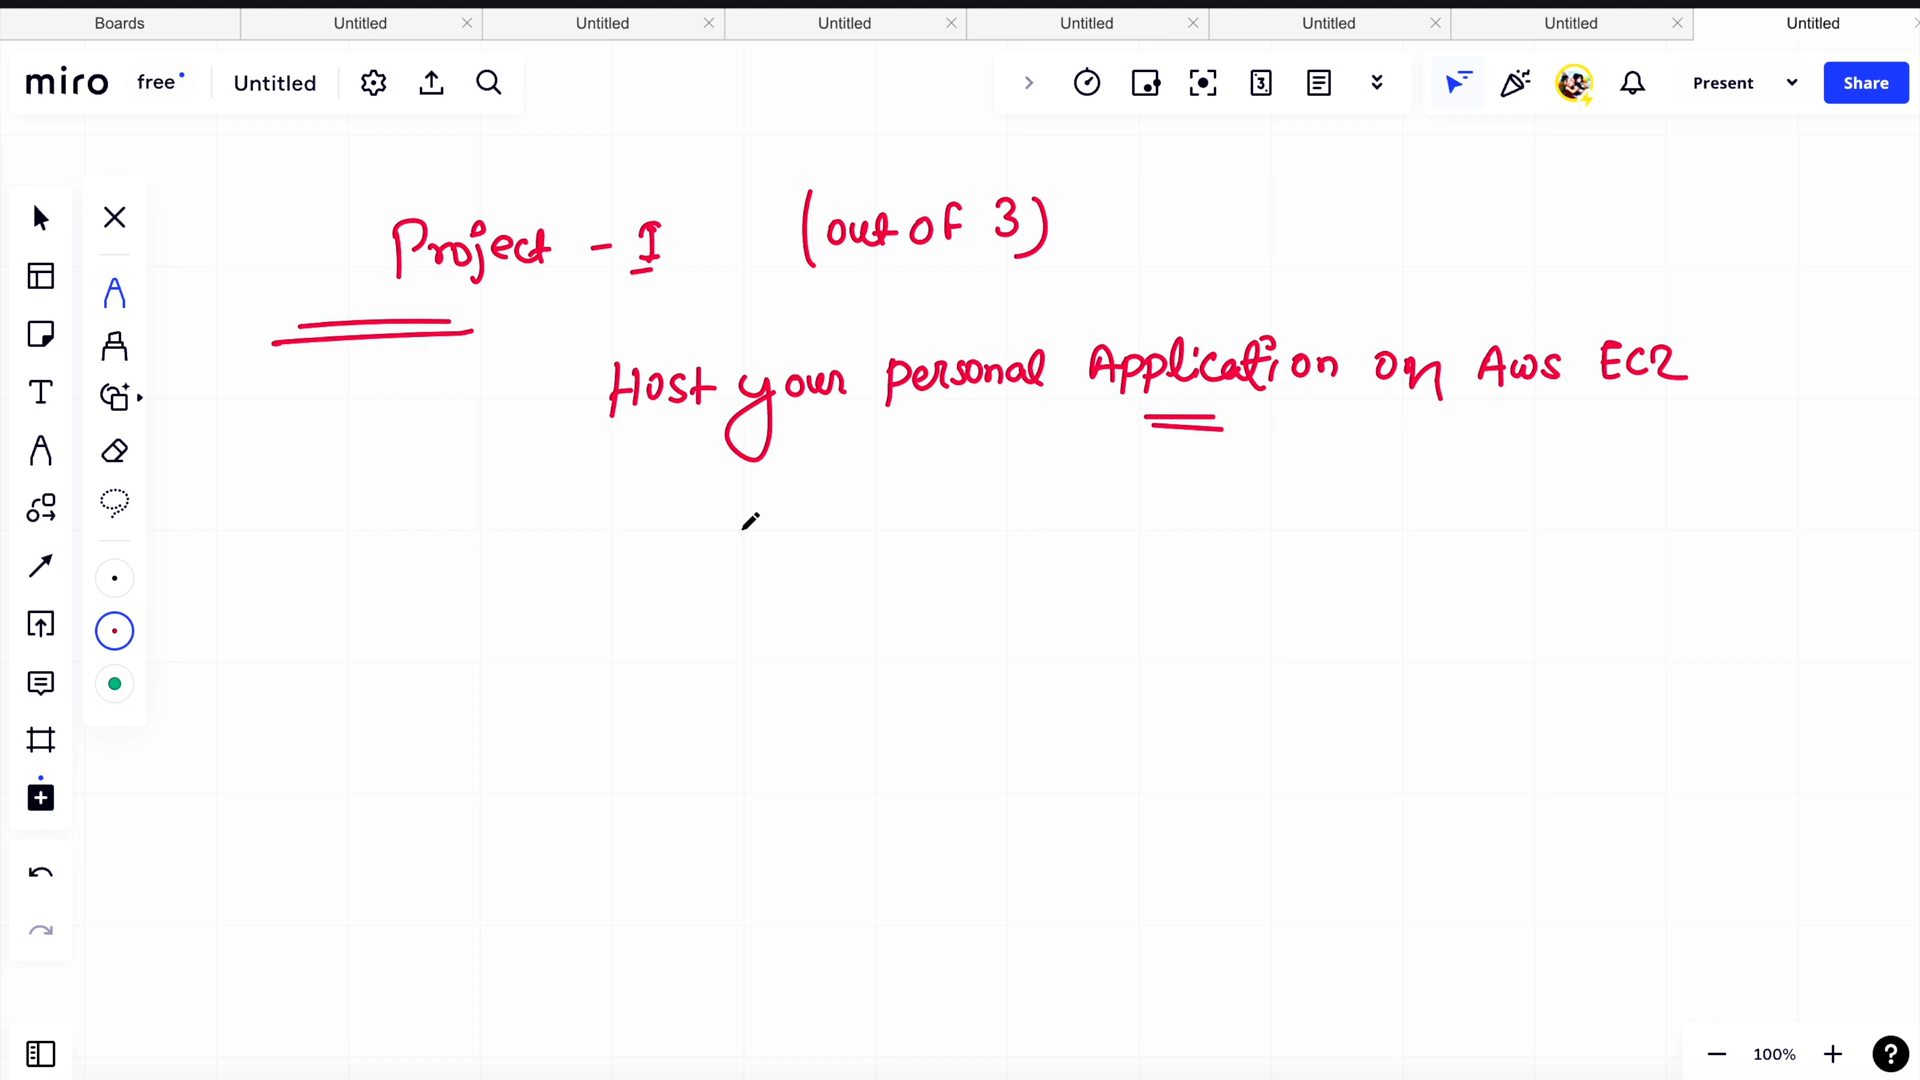 Boards Untitled Untitled Untitled Untitled Untitled Untitled Untitled
miro free Untitled 3 Present Share
Project - I (out of 3)
Host your personal Application on Aws EC2
100% ?